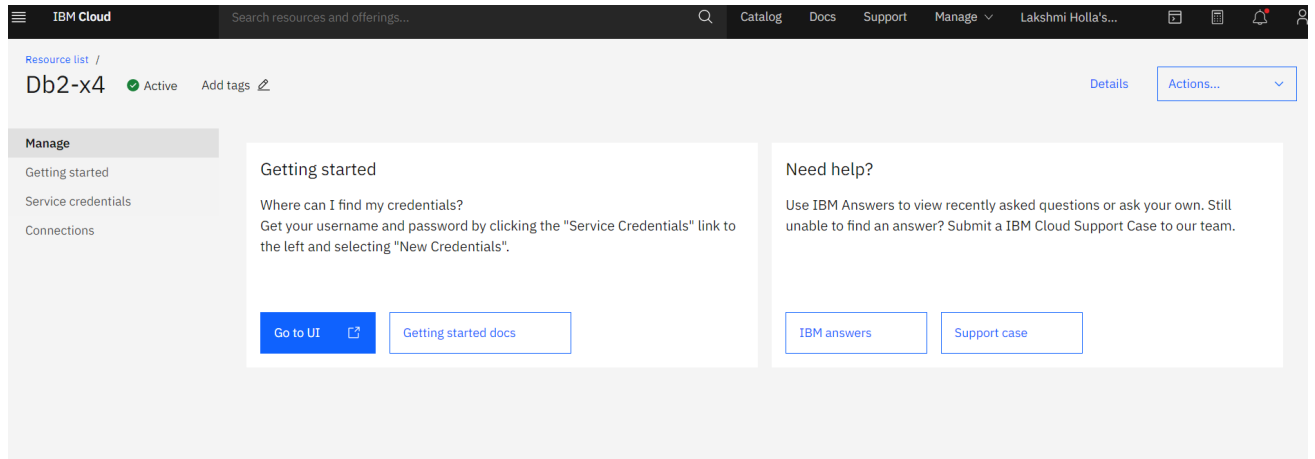 IBM Cloud
Search resources and offerings...
Catalog
Docs
Support
Manage
Lakshmi Holla's...
Resource list /
Db2-x4
Active
Add tags
Details
Actions...
Manage
Getting started
Service credentials
Connections
Getting started
Where can I find my credentials?
Get your username and password by clicking the "Service Credentials" link to
the left and selecting "New Credentials".
Go to UI
Getting started docs
Need help?
Use IBM Answers to view recently asked questions or ask your own. Still
unable to find an answer? Submit a IBM Cloud Support Case to our team.
IBM answers
Support case